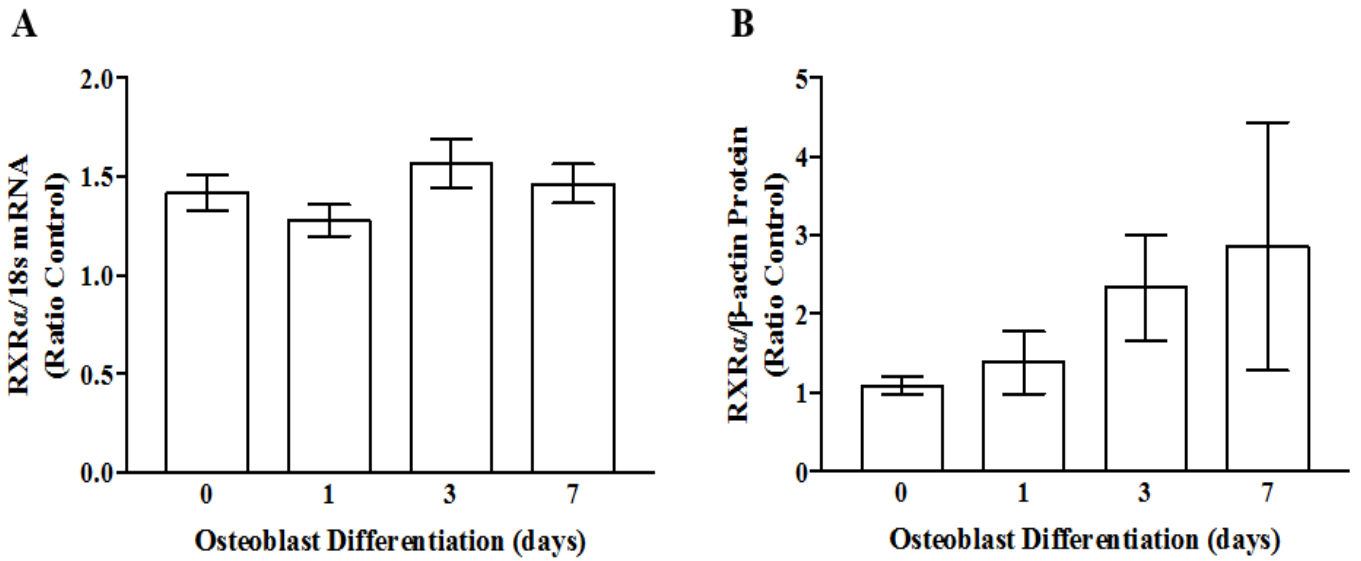 A
RXRα/18s mRNA
(Ratio Control)
2.0
1.5
1.0
0.5
0.0
0 1 3 7
Osteoblast Differentiation (days)
B
RXRα/β-actin Protein
(Ratio Control)
5
4
3
2
1
0
0 1 3 7
Osteoblast Differentiation (days)